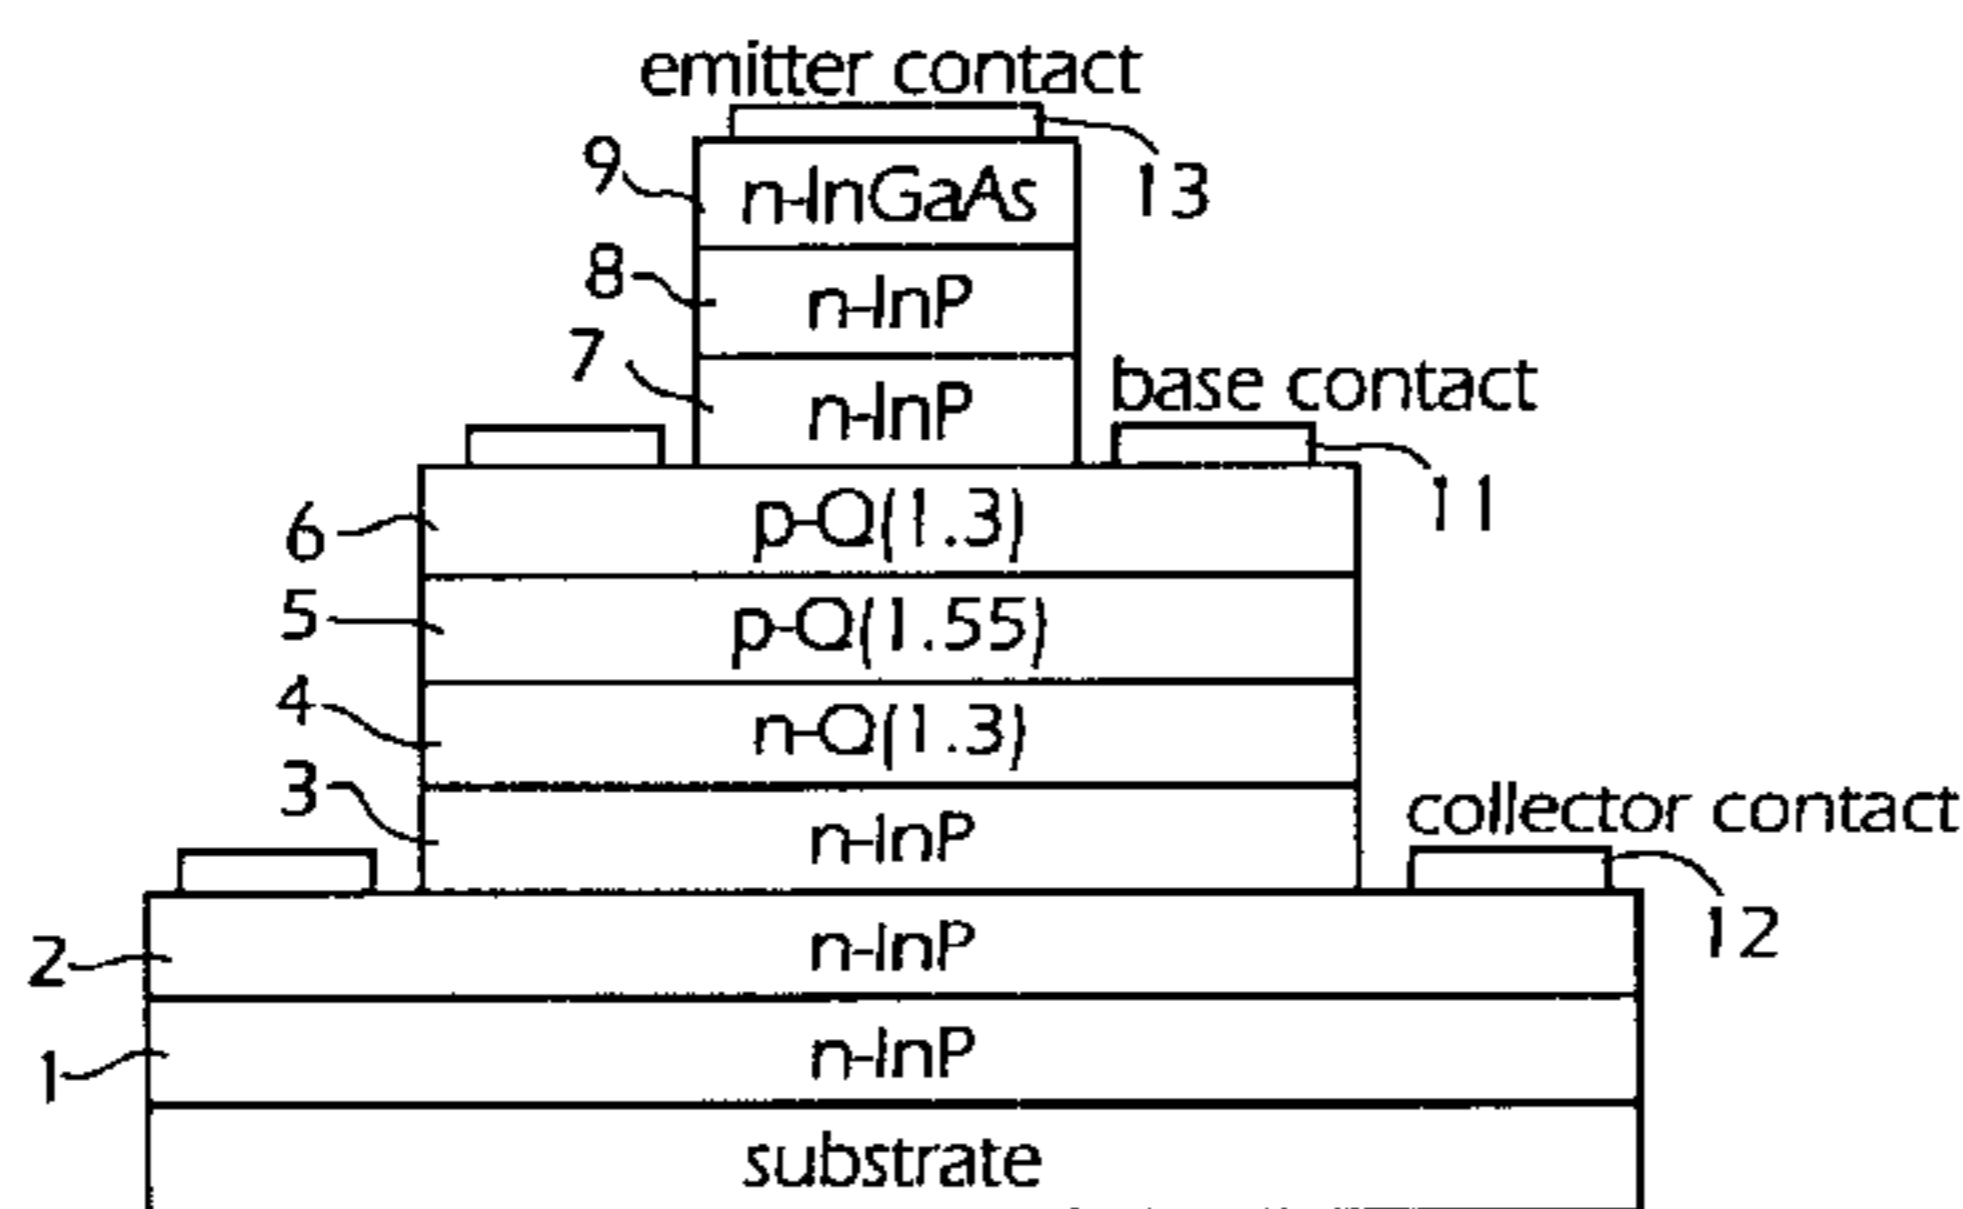 emitter contact
9
n-InGaAs
13
8
n-InP
7
n-InP
base contact
11
6
p-Q(1.3)
5
p-Q(1.55)
4
n-Q(1.3)
3
n-InP
collector contact
12
2
n-InP
1
n-InP
substrate